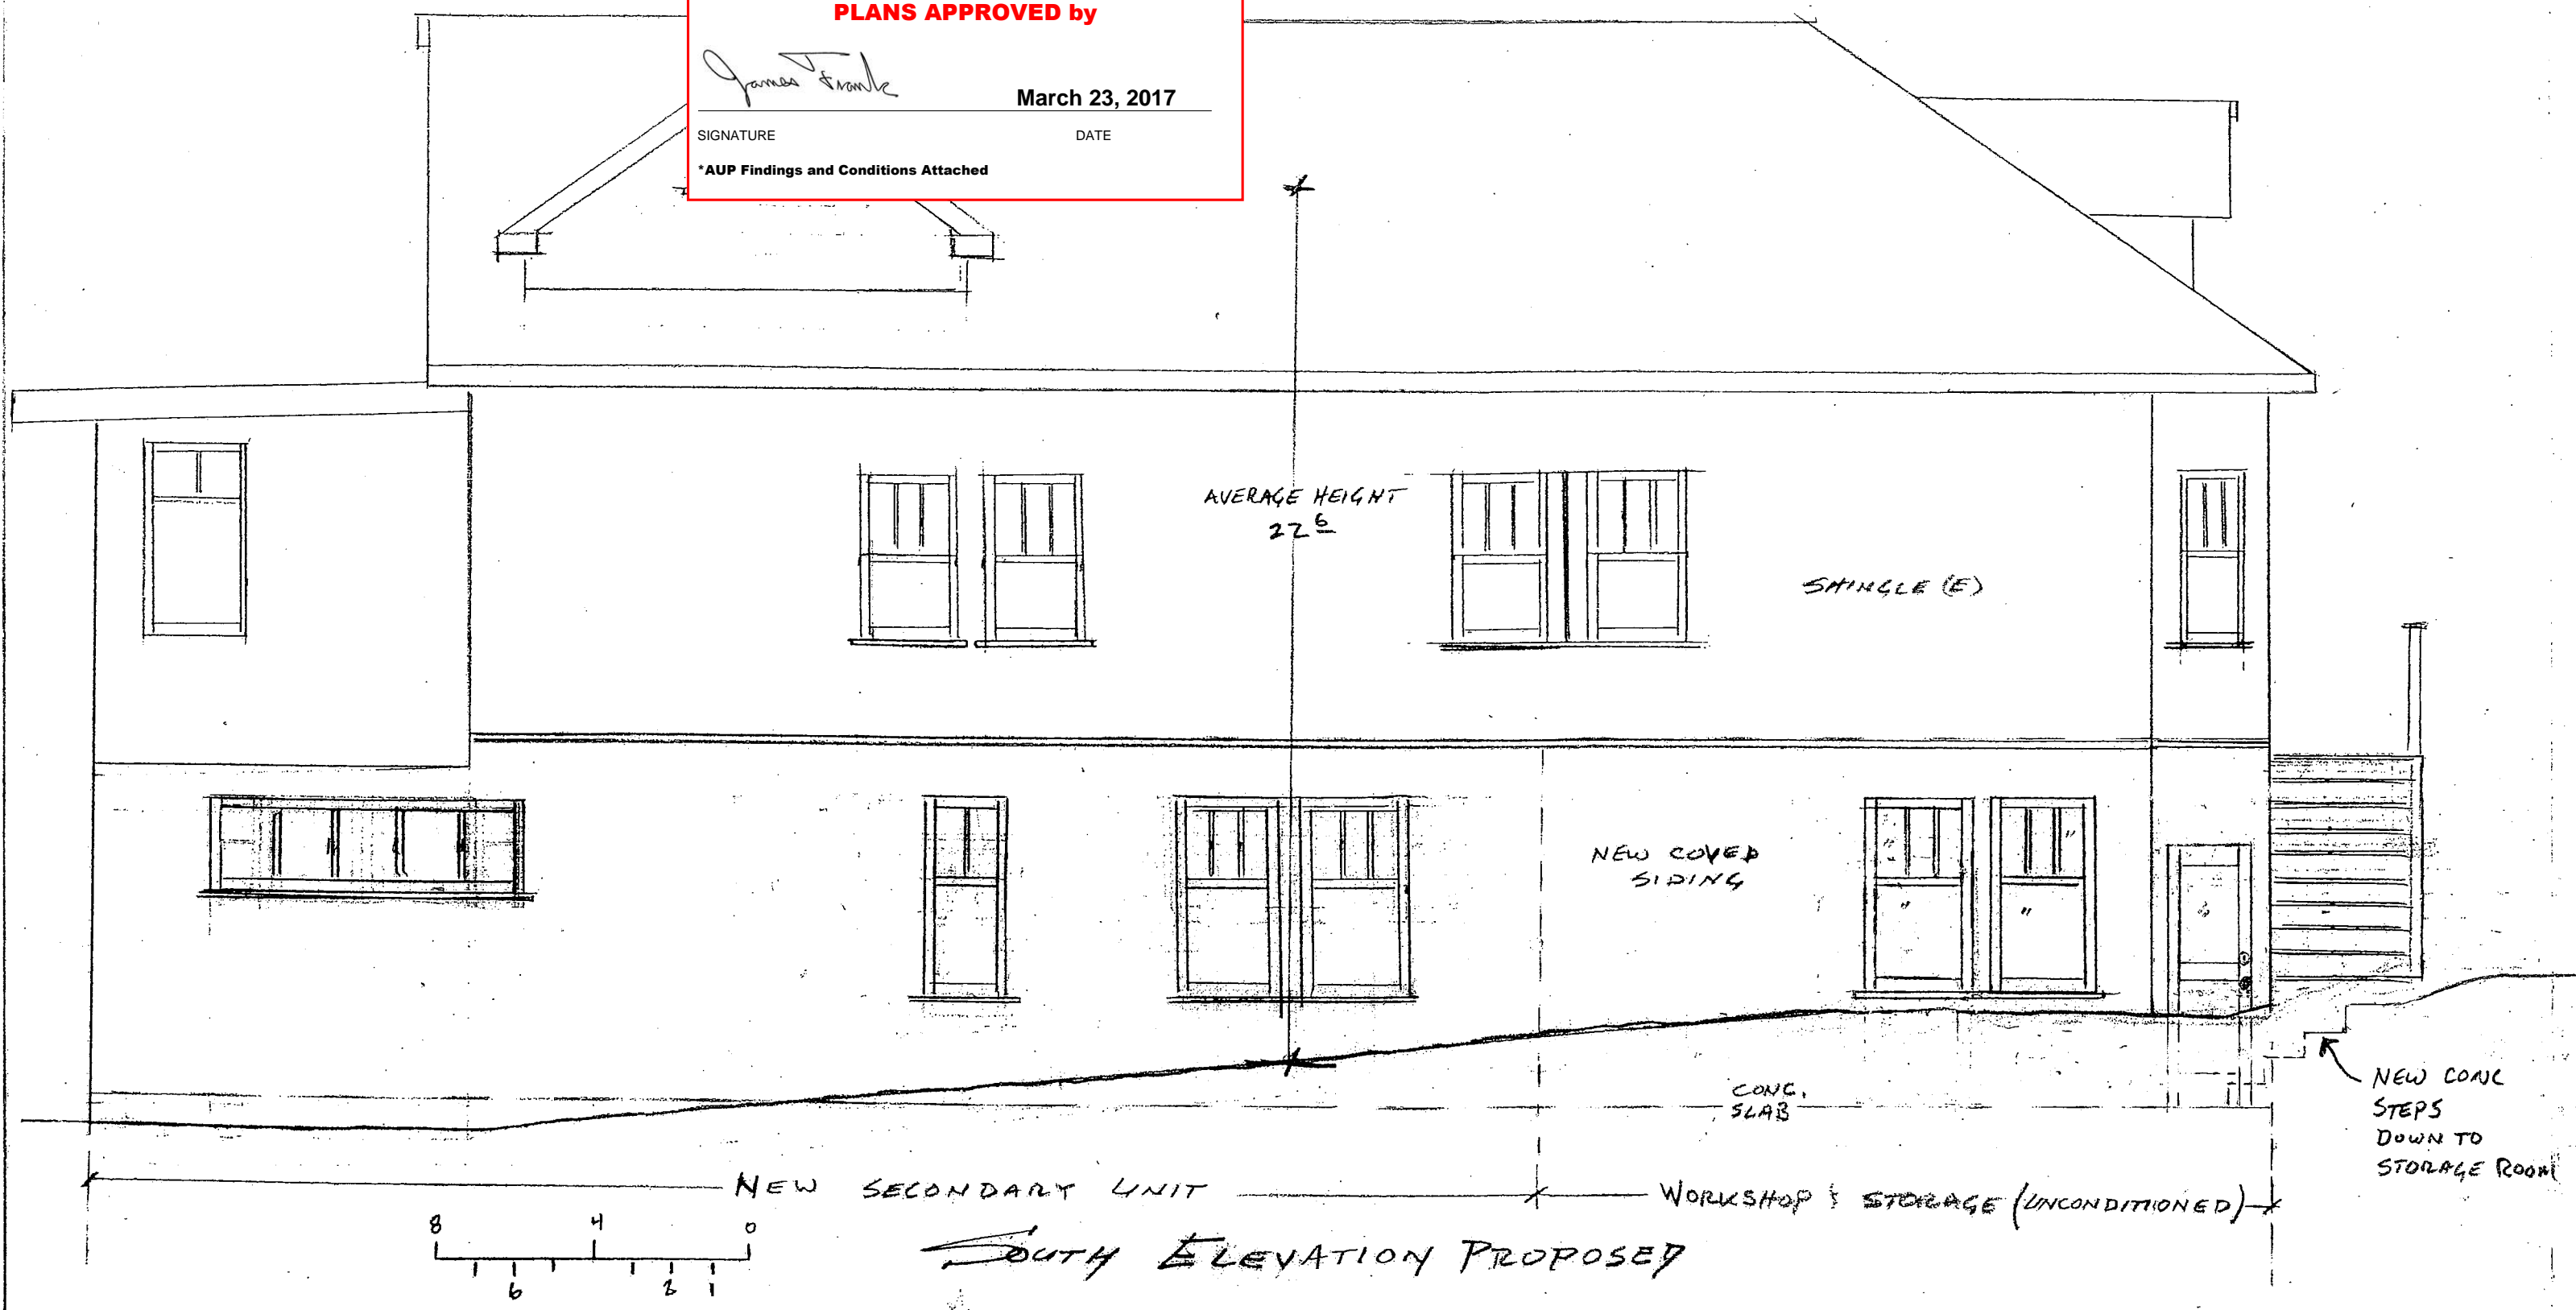 PLANS APPROVED by
James Frank
March 23, 2017
SIGNATURE DATE
*AUP Findings and Conditions Attached
AVERAGE HEIGHT
22 6
SHINGLE (E)
NEW COVED
SIDING
CONC.
SLAB
NEW CONC
STEPS
DOWN TO
STORAGE ROOM
NEW SECONDARY UNIT
WORKSHOP & STORAGE (UNCONDITIONED)
8 4 0
6 2 1
SOUTH ELEVATION PROPOSED